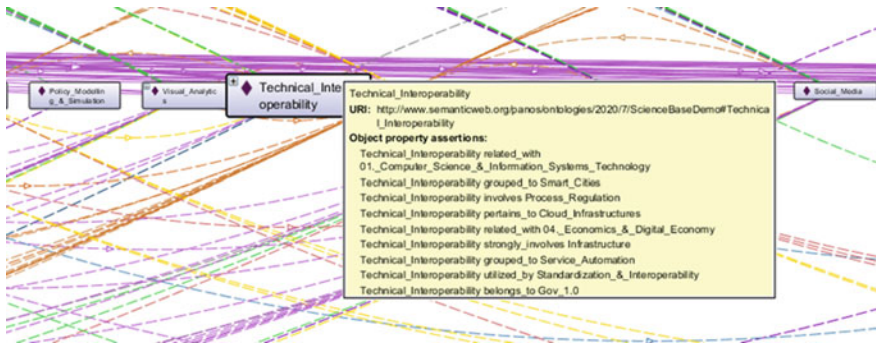 Policy_Modellin
g_&_Simulation
Visual_Analytic
s
Technical_Inte
operability
Technical_Interoperability
URI: http://www.semanticweb.org/panos/ontologies/2020/7/ScienceBaseDemo#Technica
l_Interoperability
Object property assertions:
Technical_Interoperability related_with
01._Computer_Science_&_Information_Systems_Technology
Technical_Interoperability grouped_to Smart_Cities
Technical_Interoperability involves Process_Regulation
Technical_Interoperability pertains_to Cloud_Infrastructures
Technical_Interoperability related_with 04._Economics_&_Digital_Economy
Technical_Interoperability strongly_involves Infrastructure
Technical_Interoperability grouped_to Service_Automation
Technical_Interoperability utilized_by Standardization_&_Interoperability
Technical_Interoperability belongs_to Gov_1.0
Social_Media